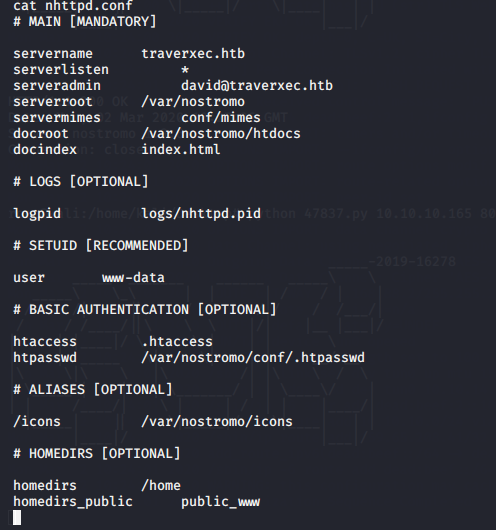 cat nhttpd.conf
# MAIN [MANDATORY]
servername traverxec.htb
serverlisten *
serveradmin david@traverxec.htb
serverroot /var/nostromo
servermimes conf/mimes
docroot /var/nostromo/htdocs
docindex index.html
# LOGS [OPTIONAL]
logpid logs/nhttpd.pid
# SETUID [RECOMMENDED]
user www-data
# BASIC AUTHENTICATION [OPTIONAL]
htaccess .htaccess
htpasswd /var/nostromo/conf/.htpasswd
# ALIASES [OPTIONAL]
/icons /var/nostromo/icons
# HOMEDIRS [OPTIONAL]
homedirs /home
homedirs_public public_www